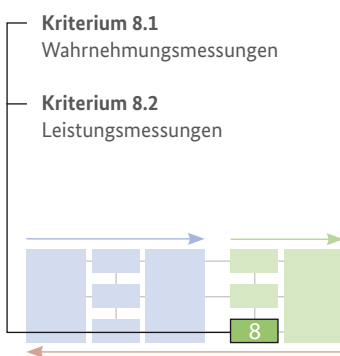 Kriterium 8.1
Wahrnehmungsmessungen
Kriterium 8.2
Leistungsmessungen
8